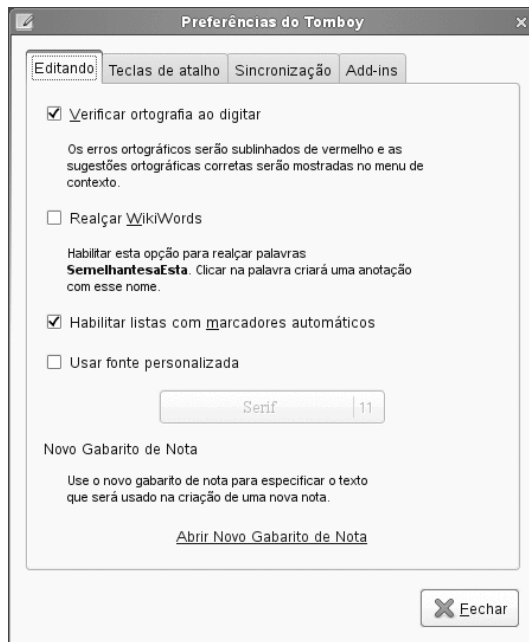 Preferências do Tomboy
Editando Teclas de atalho Sincronização Add-ins
Verificar ortografia ao digitar
Os erros ortográficos serão sublinhados de vermelho e as
sugestões ortográficas corretas serão mostradas no menu de
contexto.
Realçar WikiWords
Habilitar esta opção para realçar palavras
SemelhantesaEsta. Clicar na palavra criará uma anotação
com esse nome.
Habilitar listas com marcadores automáticos
Usar fonte personalizada
Serif 11
Novo Gabarito de Nota
Use o novo gabarito de nota para especificar o texto
que será usado na criação de uma nova nota.
Abrir Novo Gabarito de Nota
Fechar